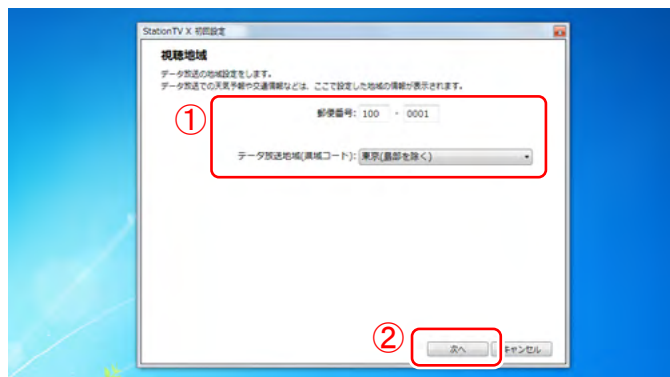 StationTV X 初回設定
視聴地域
データ放送の地域設定をします。
データ放送での天気予報や交通情報などは、ここで設定した地域の情報が表示されます。
①
郵便番号: 100 - 0001
データ放送地域(県域コード): 東京(島部を除く)
②
次へ キャンセル